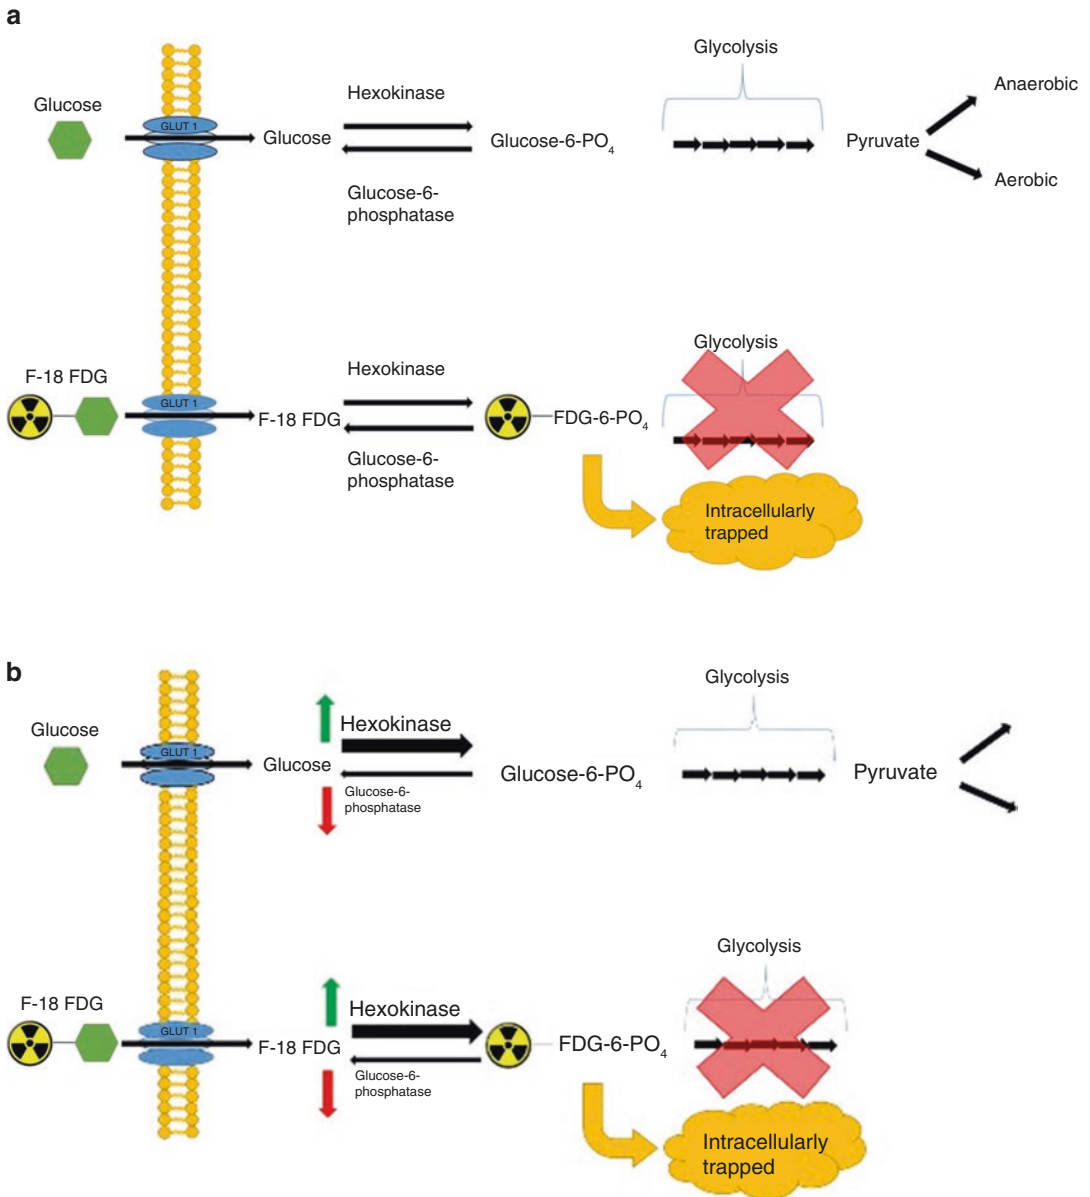 a
Glycolysis
Anaerobic
Glucose
Hexokinase
GLUT 1
Glucose
Glucose-6-PO4
Pyruvate
Aerobic
Glucose-6-
phosphatase
Glycolysis
F-18 FDG
Hexokinase
GLUT 1
F-18 FDG
FDG-6-PO4
Glucose-6-
phosphatase
Intracellularly
trapped
b
Glycolysis
Glucose
Hexokinase
GLUT 1
Glucose
Glucose-6-PO4
Pyruvate
Glucose-6-
phosphatase
Glycolysis
F-18 FDG
Hexokinase
GLUT 1
F-18 FDG
FDG-6-PO4
Glucose-6-
phosphatase
Intracellularly
trapped